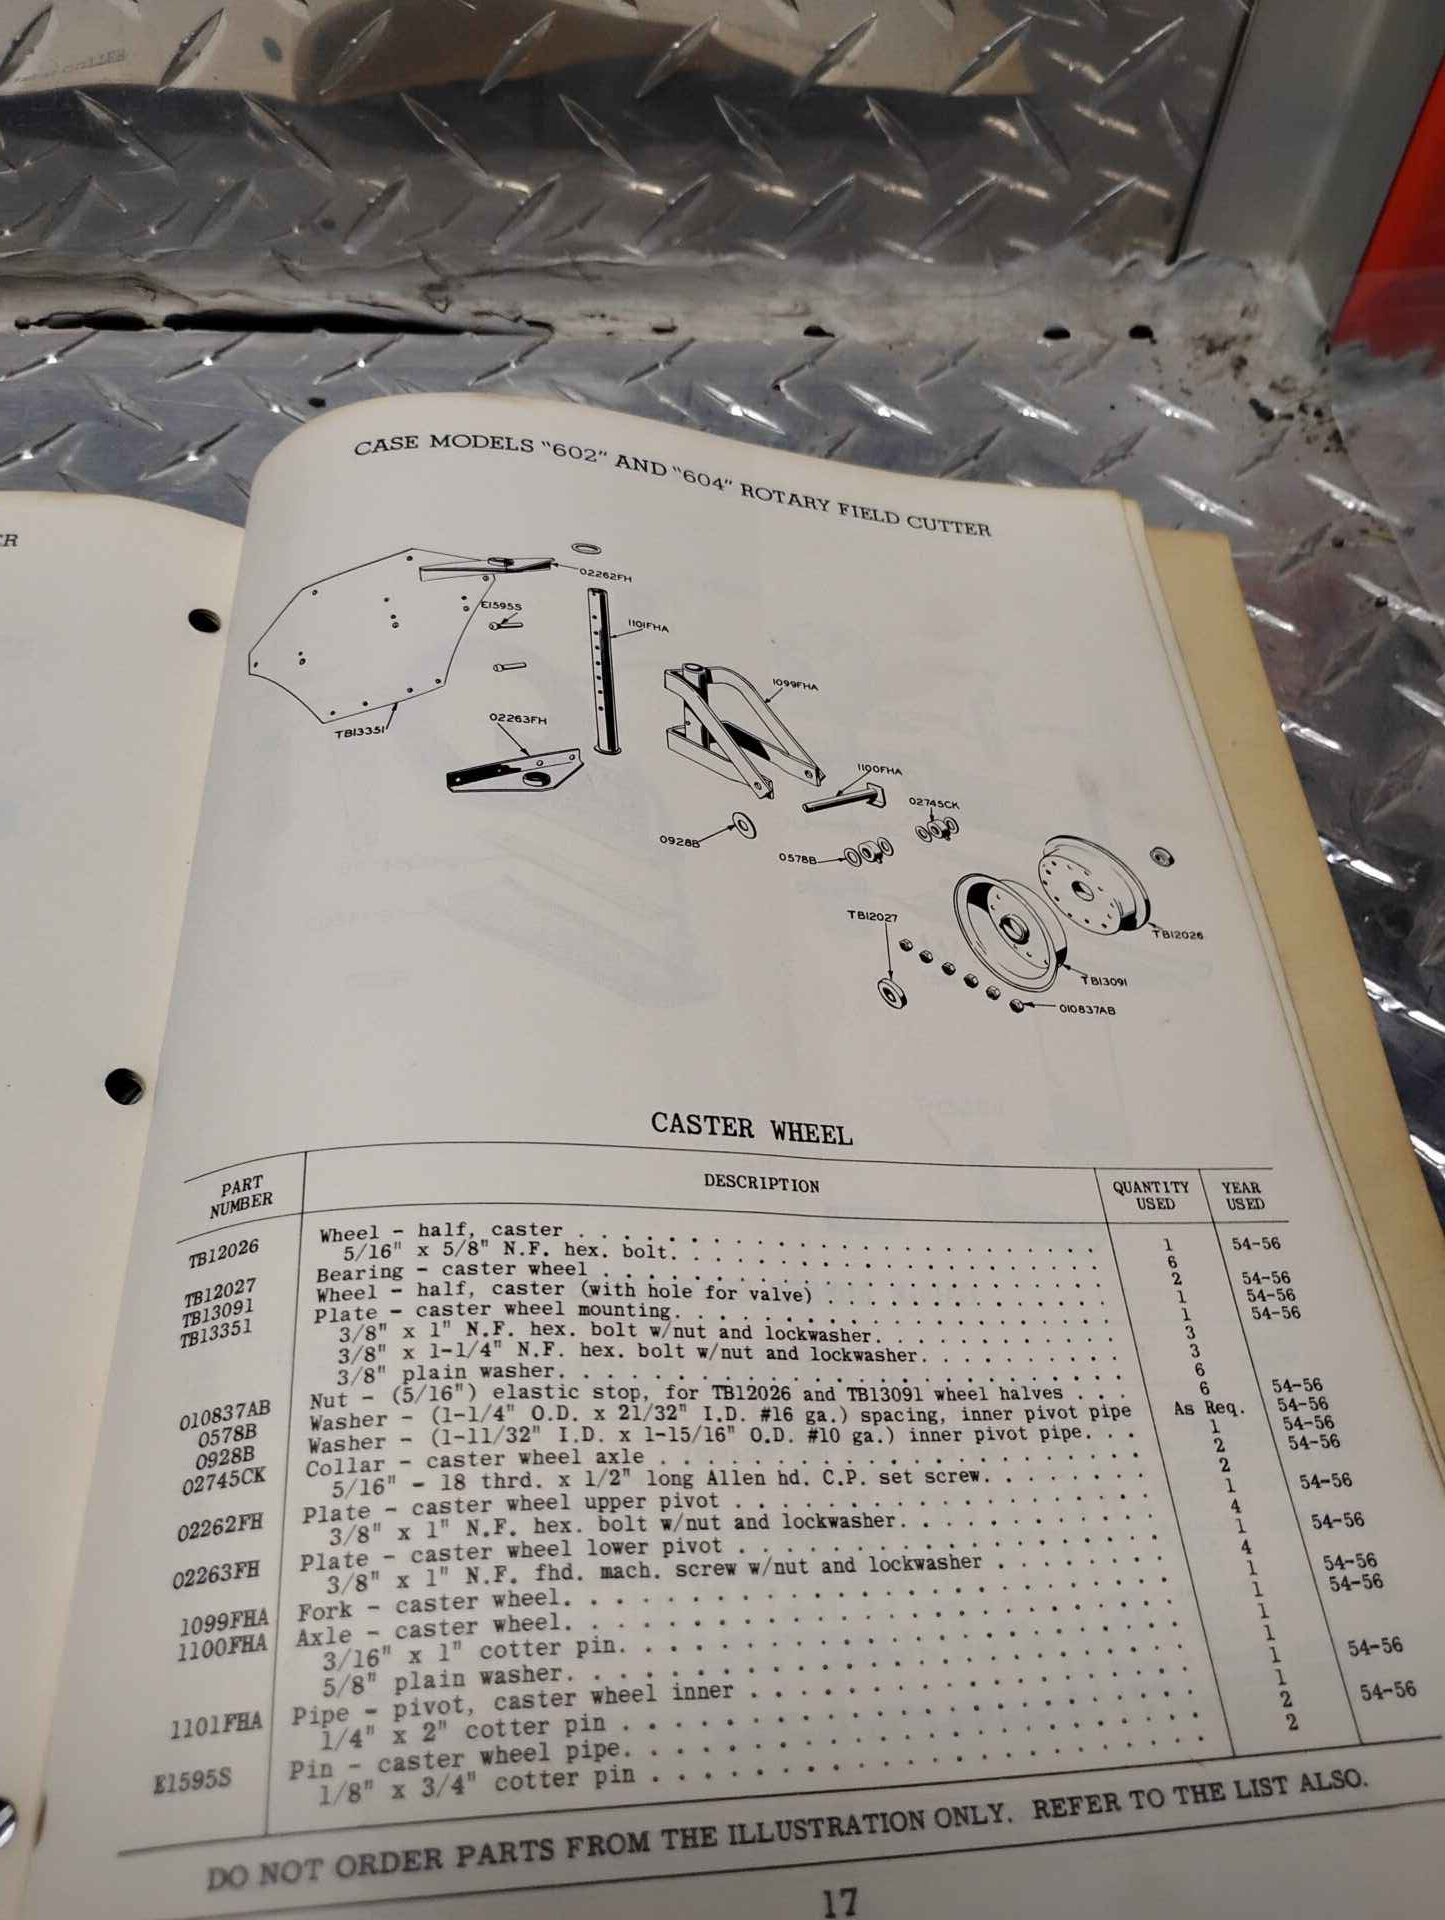 ER
CASE MODELS "602" AND "604" ROTARY FIELD CUTTER
02262FH
E1595S
1101FHA
1099FHA
02263FH
TB13351
1100FHA
02745CK
0928B
0578B
TB12027
TB12026
TB13091
010837AB
CASTER WHEEL
PART NUMBER DESCRIPTION QUANTITY USED YEAR USED
TB12026 Wheel - half, caster 1 54-56
5/16" x 5/8" N.F. hex. bolt. 6
TB12027 Bearing - caster wheel 2 54-56
TB13091 Wheel - half, caster (with hole for valve) 1 54-56
TB13351 Plate - caster wheel mounting. 1 54-56
3/8" x 1" N.F. hex. bolt w/nut and lockwasher. 3
3/8" x 1-1/4" N.F. hex. bolt w/nut and lockwasher. 3
3/8" plain washer. 6
010837AB Nut - (5/16") elastic stop, for TB12026 and TB13091 wheel halves 6 54-56
0578B Washer - (1-1/4" O.D. x 21/32" I.D. #16 ga.) spacing, inner pivot pipe As Req. 54-56
0928B Washer - (1-11/32" I.D. x 1-15/16" O.D. #10 ga.) inner pivot pipe. 1 54-56
02745CK Collar - caster wheel axle 2 54-56
5/16" - 18 thrd. x 1/2" long Allen hd. C.P. set screw. 2
02262FH Plate - caster wheel upper pivot 1 54-56
3/8" x 1" N.F. hex. bolt w/nut and lockwasher. 4
02263FH Plate - caster wheel lower pivot 1 54-56
3/8" x 1" N.F. fhd. mach. screw w/nut and lockwasher 4
1099FHA Fork - caster wheel. 1 54-56
1100FHA Axle - caster wheel. 1 54-56
3/16" x 1" cotter pin. 1
5/8" plain washer. 1
1101FHA Pipe - pivot, caster wheel inner 1 54-56
1/4" x 2" cotter pin 1
E1595S Pin - caster wheel pipe. 2 54-56
1/8" x 3/4" cotter pin 2
DO NOT ORDER PARTS FROM THE ILLUSTRATION ONLY. REFER TO THE LIST ALSO.
17